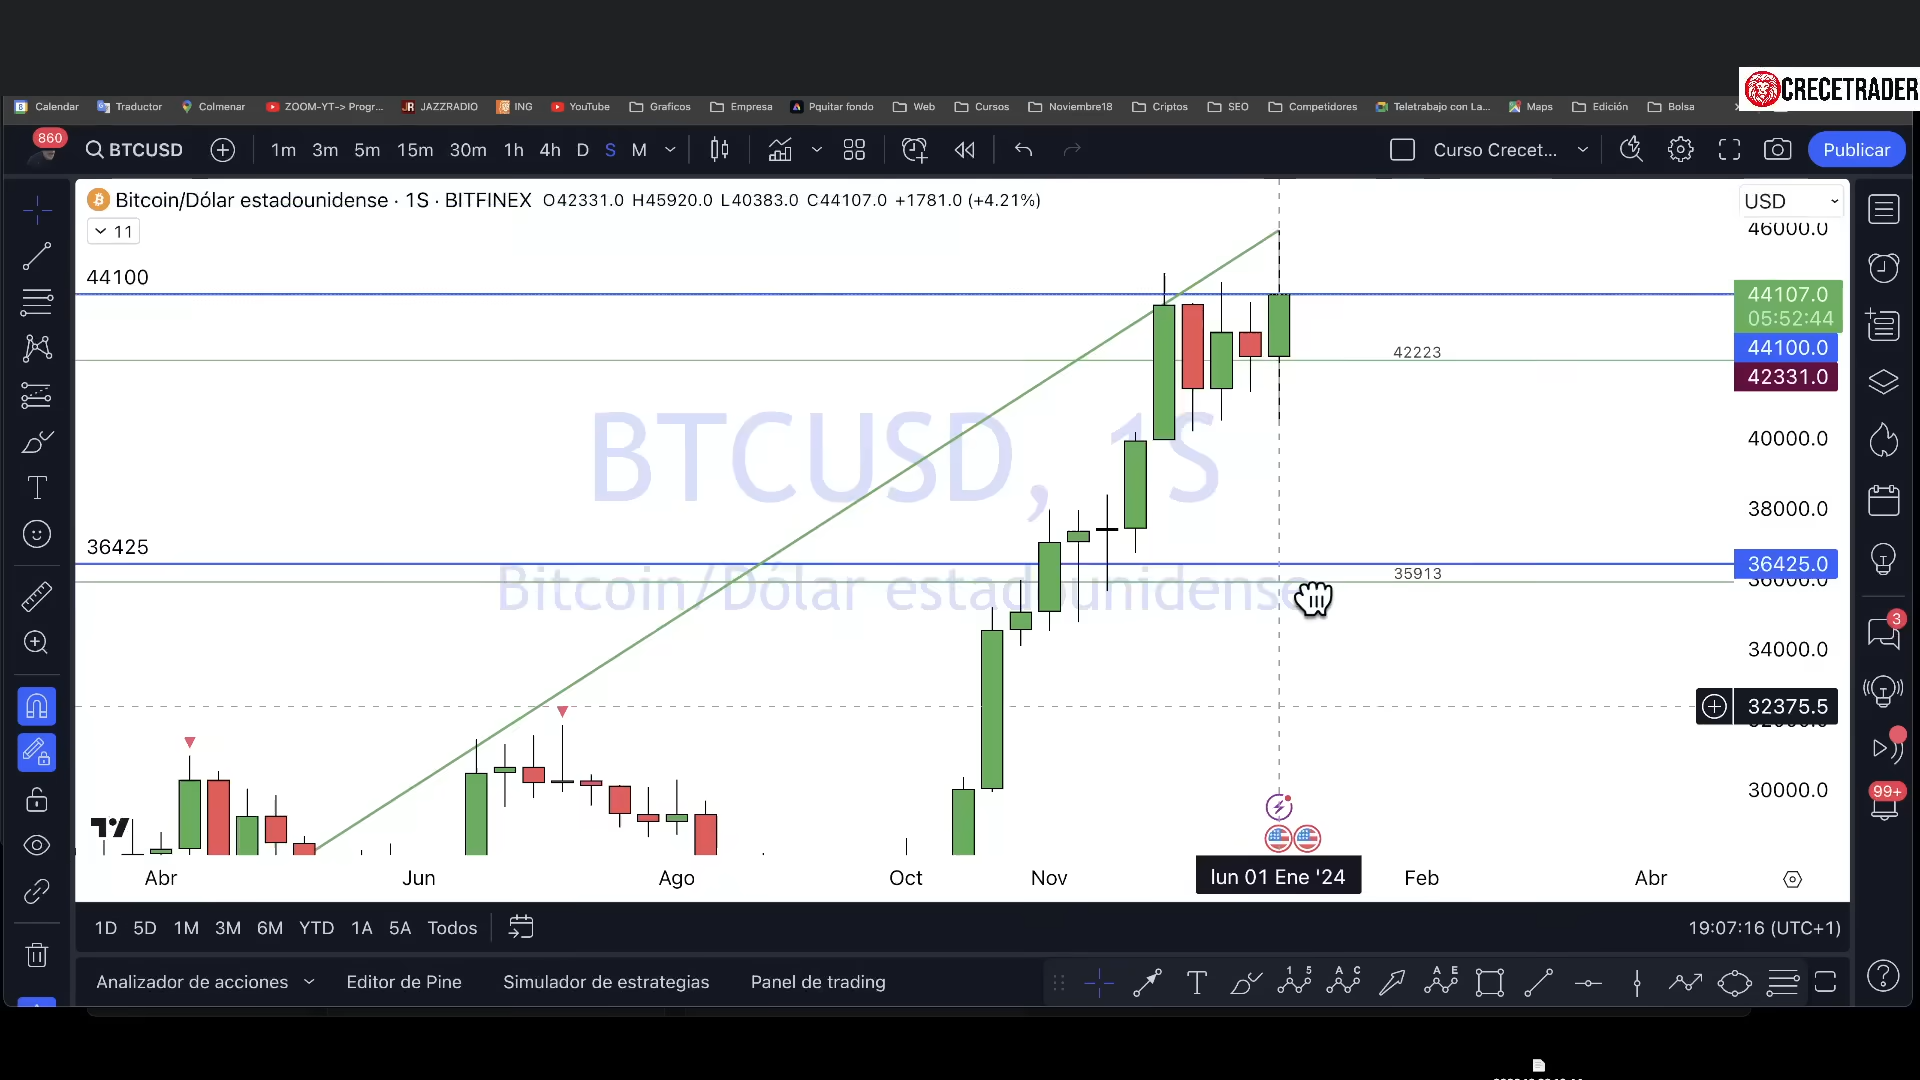 CRECETRADER
Calendar Traductor Colmenar ZOOM-YT-> Progr... JAZZRADIO ING YouTube Graficos Empresa Pquitar fondo Web Cursos Noviembre18 Criptos SEO Competidores Teletrabajo con La... Maps Edición Bolsa
860 BTCUSD 1m 3m 5m 15m 30m 1h 4h D S M Curso Crecet... Publicar
Bitcoin/Dólar estadounidense · 1S · BITFINEX O42331.0 H45920.0 L40383.0 C44107.0 +1781.0 (+4.21%)
USD
11
46000.0
44100
44107.0
05:52:44
44100.0
42223
42331.0
BTCUSD, 1S
40000.0
38000.0
36425
36425.0
35913
36000.0
Bitcoin/Dólar estadounidense
3
34000.0
32375.5
30000.0
99+
Abr Jun Ago Oct Nov lun 01 Ene '24 Feb Abr
1D 5D 1M 3M 6M YTD 1A 5A Todos 19:07:16 (UTC+1)
Analizador de acciones Editor de Pine Simulador de estrategias Panel de trading